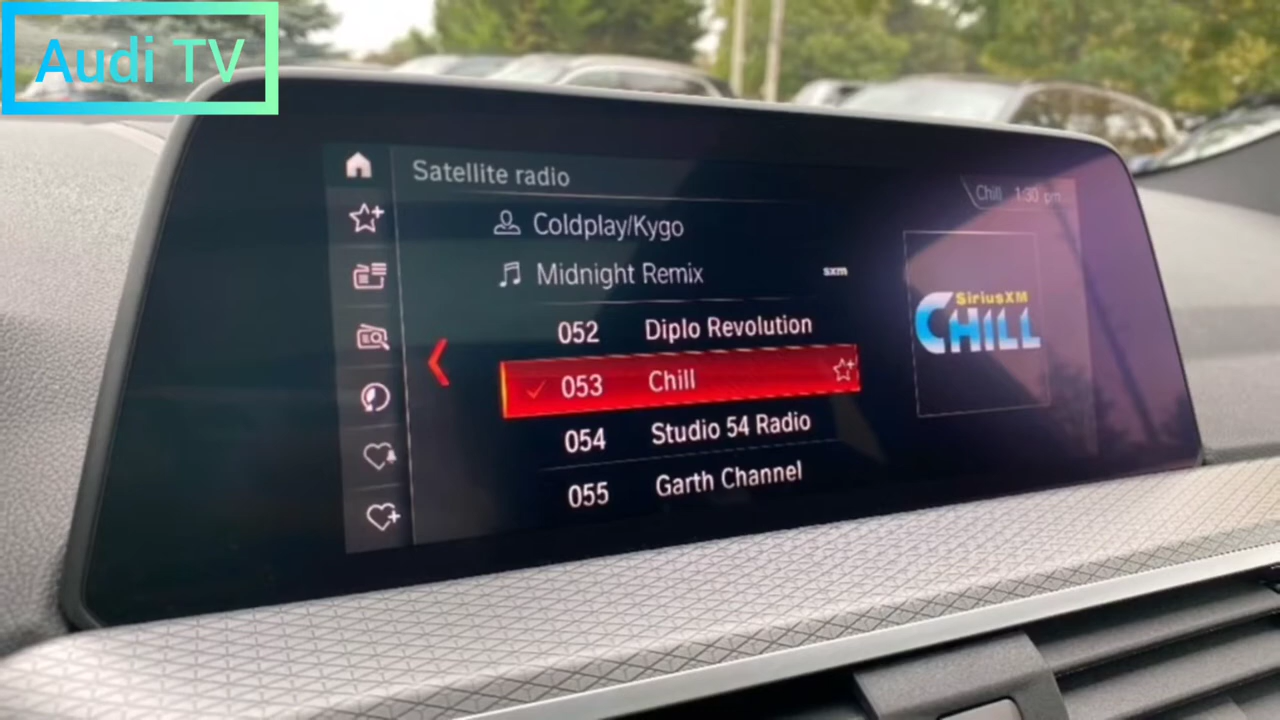 Audi TV
Satellite radio
Chill 1:30 pm
Coldplay/Kygo
Midnight Remix
sxm
052 Diplo Revolution
053 Chill
054 Studio 54 Radio
055 Garth Channel
SiriusXM
CHILL